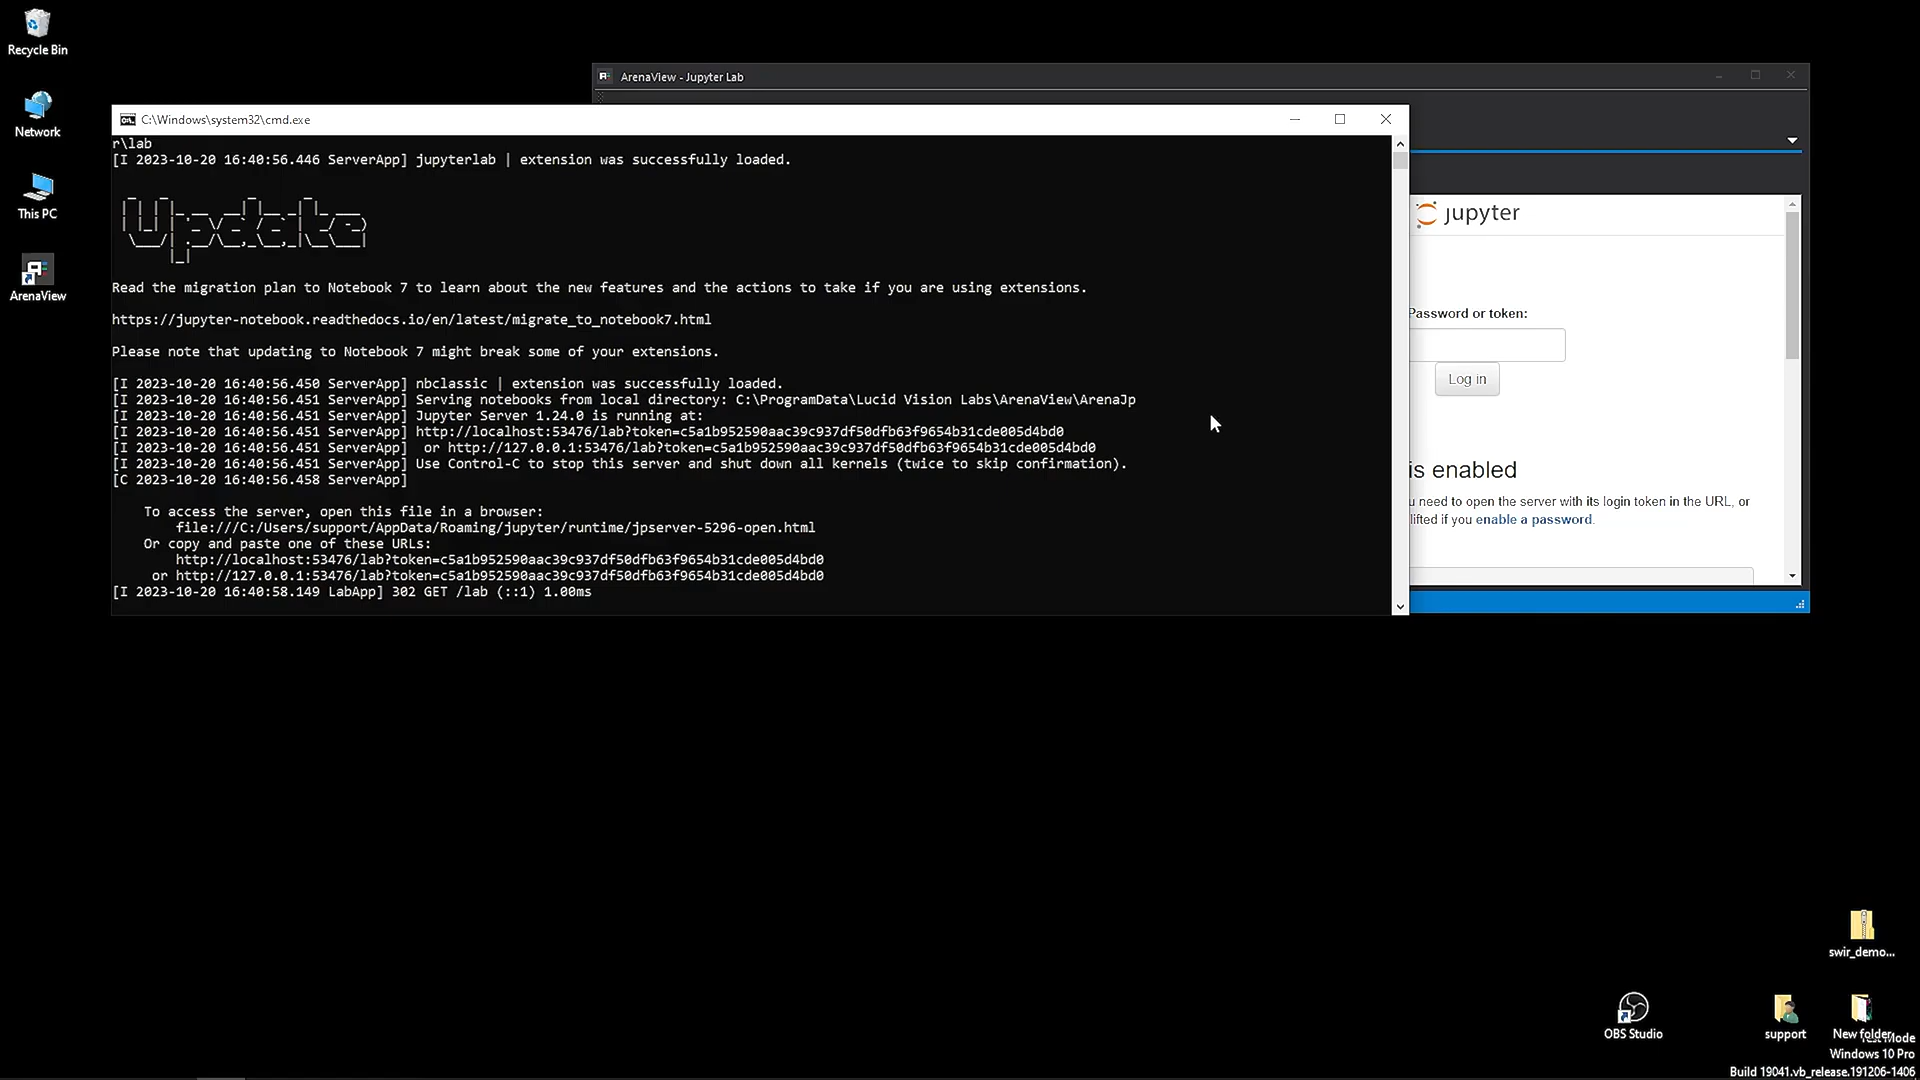 Recycle Bin
Network
This PC
ArenaView
ArenaView - Jupyter Lab
C:\Windows\system32\cmd.exe
r\lab
[I 2023-10-20 16:40:56.446 ServerApp] jupyterlab | extension was successfully loaded.
Update
Read the migration plan to Notebook 7 to learn about the new features and the actions to take if you are using extensions.
https://jupyter-notebook.readthedocs.io/en/latest/migrate_to_notebook7.html
Please note that updating to Notebook 7 might break some of your extensions.
[I 2023-10-20 16:40:56.450 ServerApp] nbclassic | extension was successfully loaded.
[I 2023-10-20 16:40:56.451 ServerApp] Serving notebooks from local directory: C:\ProgramData\Lucid Vision Labs\ArenaView\ArenaJp
[I 2023-10-20 16:40:56.451 ServerApp] Jupyter Server 1.24.0 is running at:
[I 2023-10-20 16:40:56.451 ServerApp] http://localhost:53476/lab?token=c5a1b952590aac39c937df50dfb63f9654b31cde005d4bd0
[I 2023-10-20 16:40:56.451 ServerApp]  or http://127.0.0.1:53476/lab?token=c5a1b952590aac39c937df50dfb63f9654b31cde005d4bd0
[I 2023-10-20 16:40:56.451 ServerApp] Use Control-C to stop this server and shut down all kernels (twice to skip confirmation).
[C 2023-10-20 16:40:56.458 ServerApp]
To access the server, open this file in a browser:
file:///C:/Users/support/AppData/Roaming/jupyter/runtime/jpserver-5296-open.html
Or copy and paste one of these URLs:
http://localhost:53476/lab?token=c5a1b952590aac39c937df50dfb63f9654b31cde005d4bd0
or http://127.0.0.1:53476/lab?token=c5a1b952590aac39c937df50dfb63f9654b31cde005d4bd0
[I 2023-10-20 16:40:58.149 LabApp] 302 GET /lab (::1) 1.00ms
jupyter
Password or token:
Log in
is enabled
u need to open the server with its login token in the URL, or
lifted if you enable a password.
swir_demo...
OBS Studio
support
New folder
Mode
Windows 10 Pro
Build 19041.vb_release.191206-1406